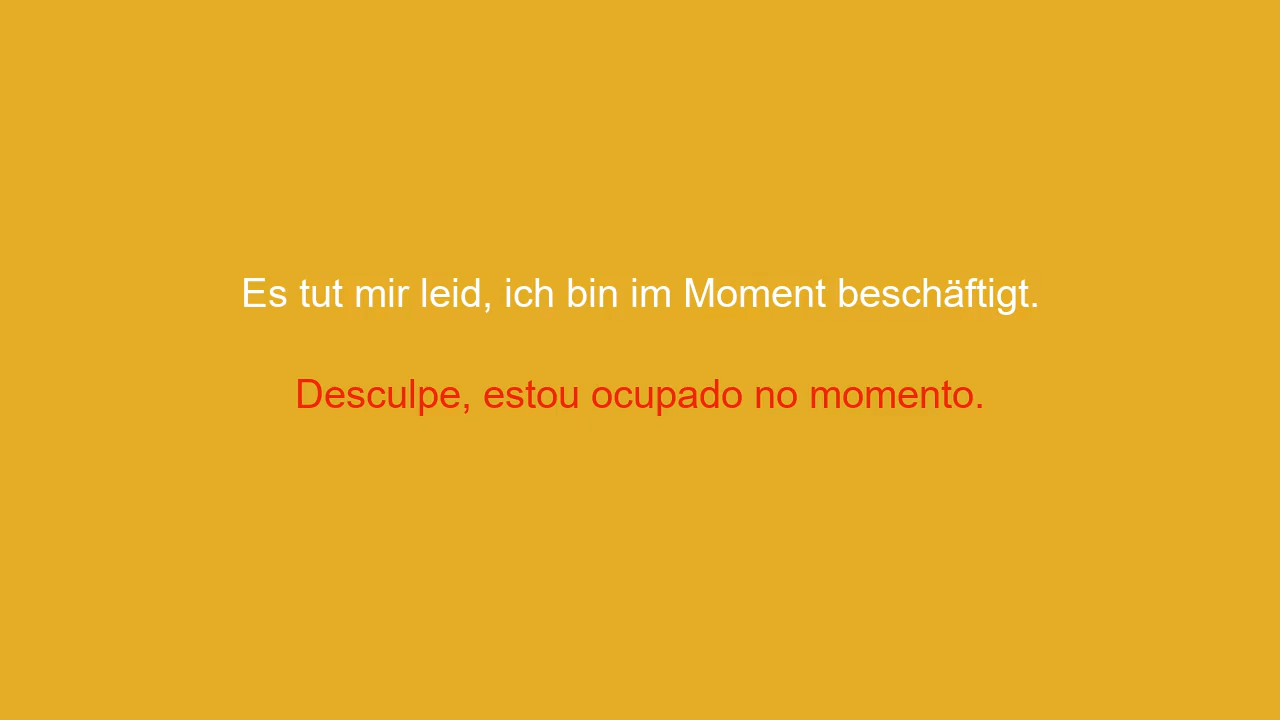 Es tut mir leid, ich bin im Moment beschäftigt.
Desculpe, estou ocupado no momento.